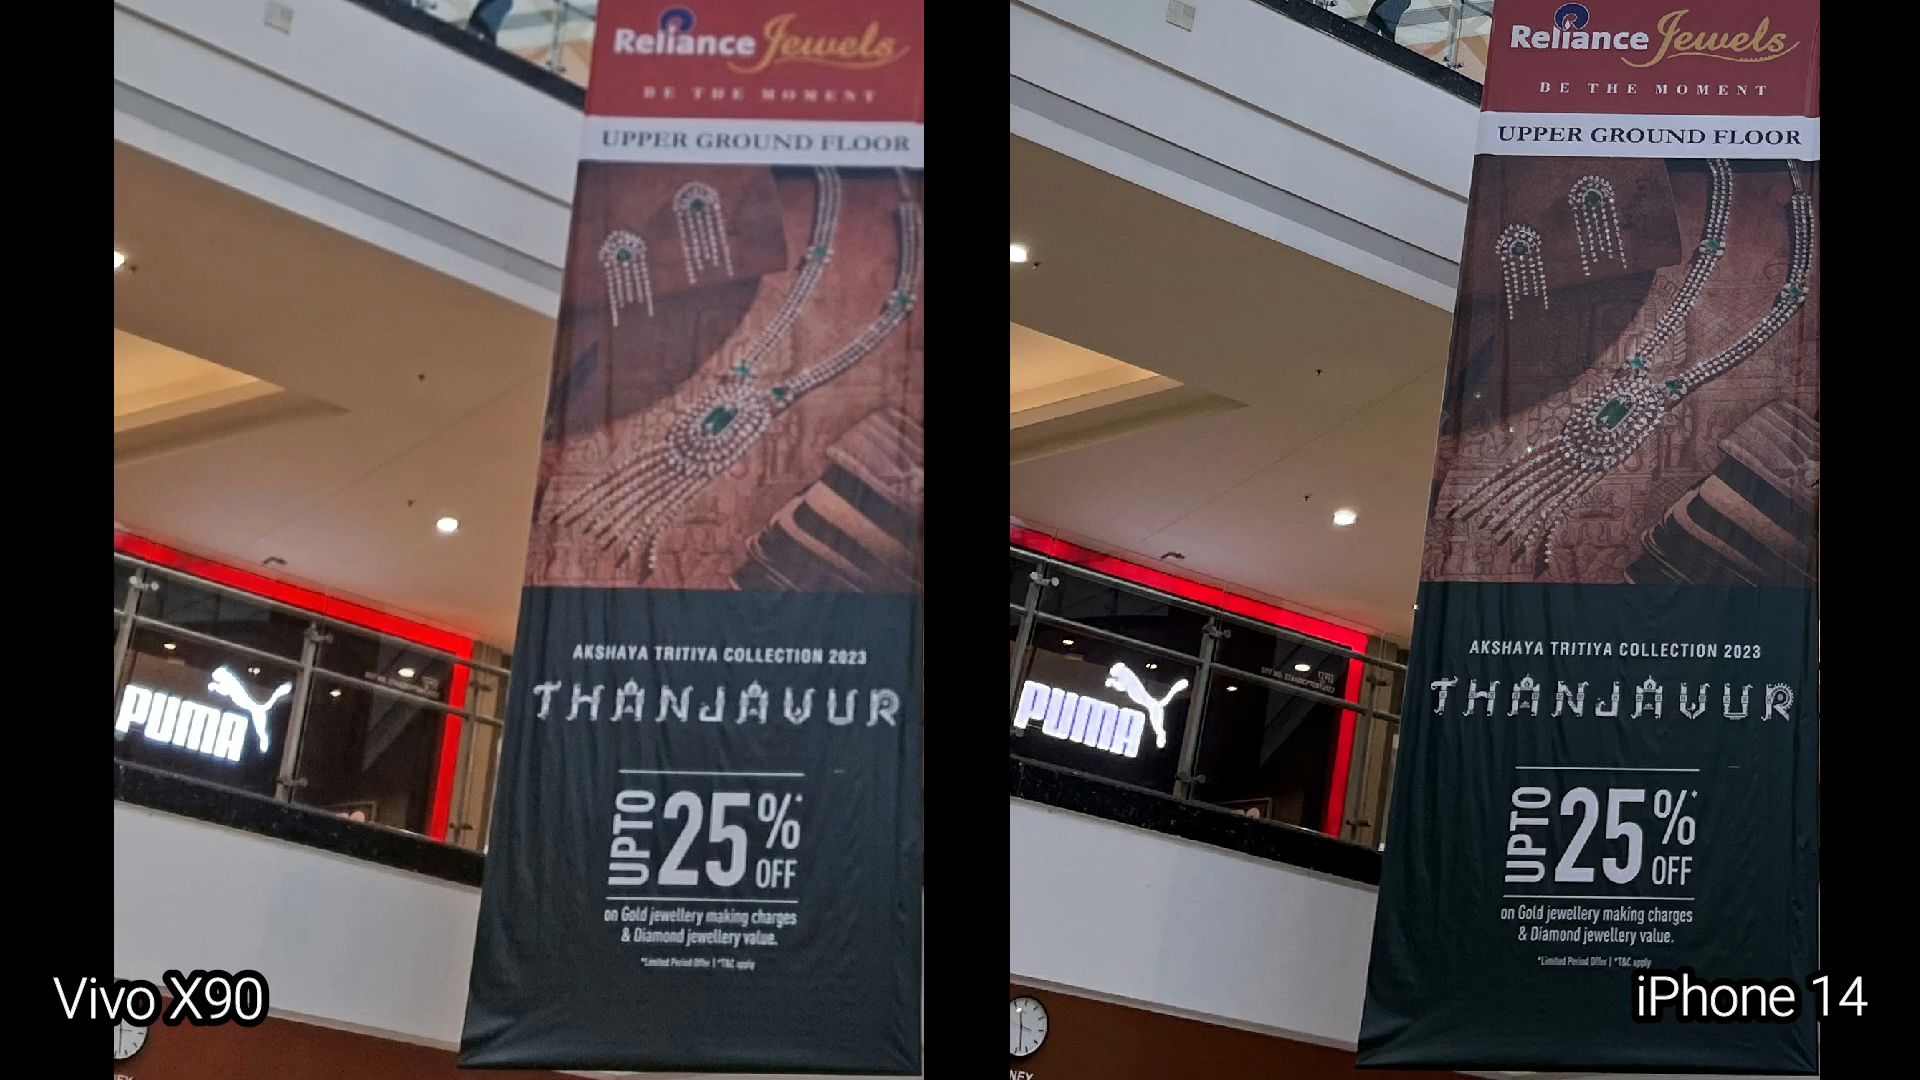 Reliance Jewels
BE THE MOMENT
UPPER GROUND FLOOR
AKSHAYA TRITIYA COLLECTION 2023
THANJAVUR
UPTO 25%* OFF
on Gold jewellery making charges
& Diamond jewellery value.
*Limited Period Offer | *T&C apply
PUMA
Vivo X90
Reliance Jewels
BE THE MOMENT
UPPER GROUND FLOOR
AKSHAYA TRITIYA COLLECTION 2023
THANJAVUR
UPTO 25%* OFF
on Gold jewellery making charges
& Diamond jewellery value.
*Limited Period Offer | *T&C apply
PUMA
iPhone 14